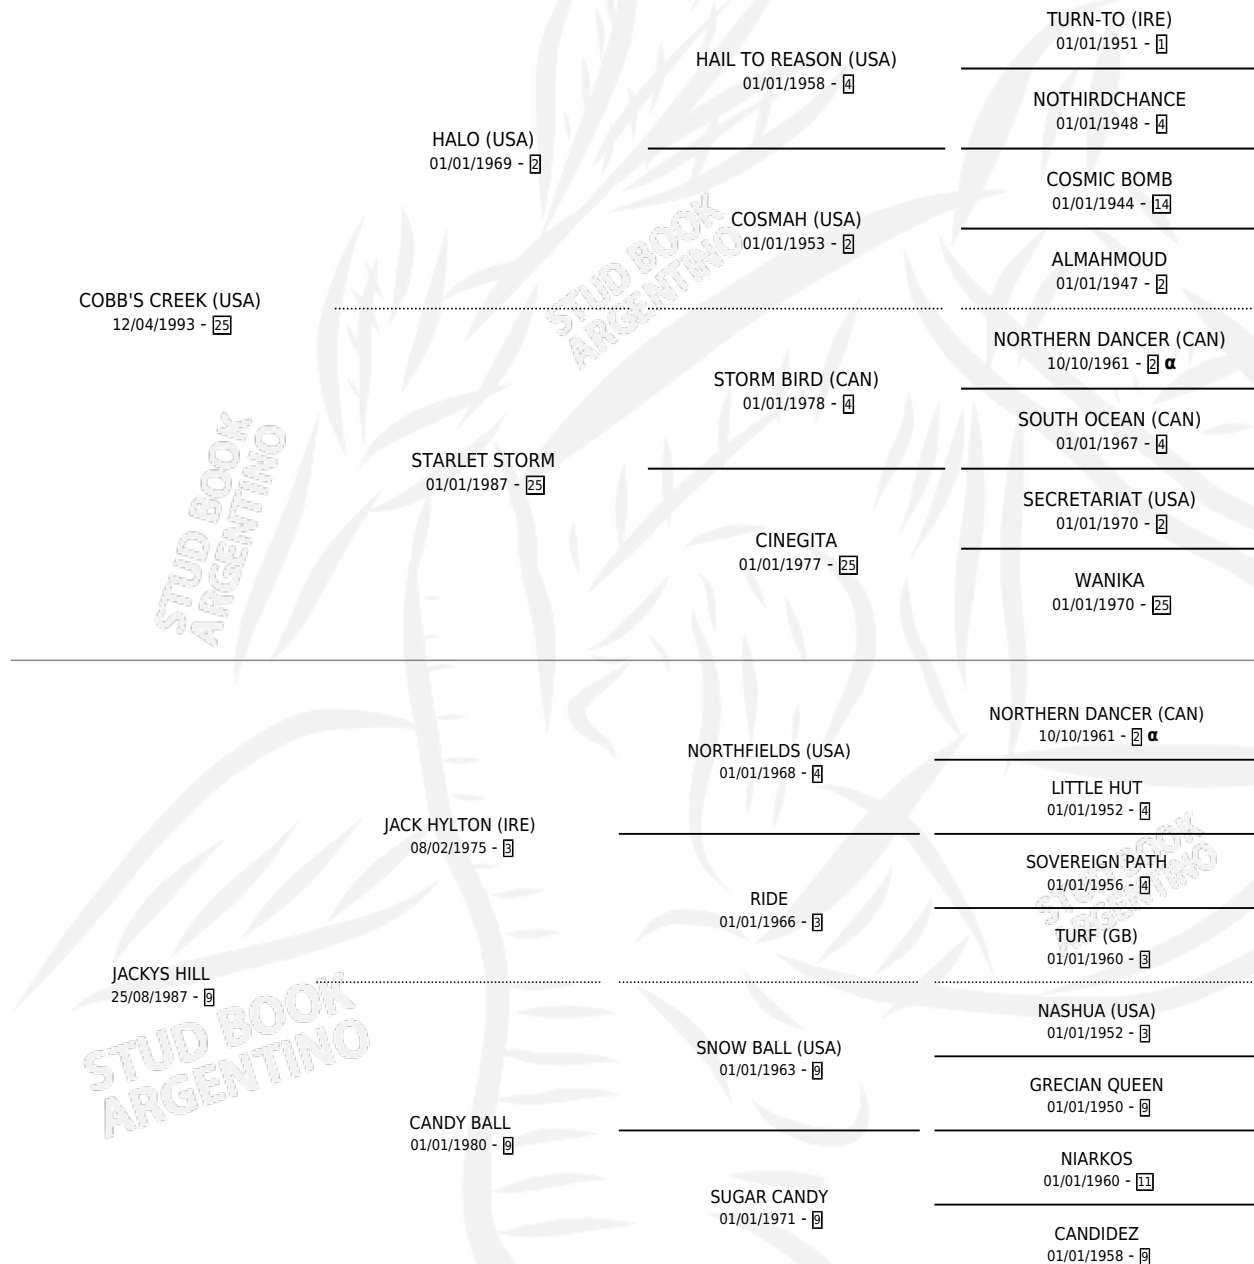 TURN-TO (IRE)
01/01/1951 - 1
HAIL TO REASON (USA)
01/01/1958 - 4
NOTHIRDCHANCE
01/01/1948 - 4
HALO (USA)
01/01/1969 - 2
COSMIC BOMB
01/01/1944 - 14
COSMAH (USA)
01/01/1953 - 2
ALMAHMOUD
01/01/1947 - 2
COBB'S CREEK (USA)
12/04/1993 - 25
NORTHERN DANCER (CAN)
10/10/1961 - 2 α
STORM BIRD (CAN)
01/01/1978 - 4
SOUTH OCEAN (CAN)
01/01/1967 - 4
STARLET STORM
01/01/1987 - 25
SECRETARIAT (USA)
01/01/1970 - 2
CINEGITA
01/01/1977 - 25
WANIKA
01/01/1970 - 25
NORTHERN DANCER (CAN)
10/10/1961 - 2 α
NORTHFIELDS (USA)
01/01/1968 - 4
LITTLE HUT
01/01/1952 - 4
JACK HYLTON (IRE)
08/02/1975 - 3
SOVEREIGN PATH
01/01/1956 - 4
RIDE
01/01/1966 - 3
TURF (GB)
01/01/1960 - 3
JACKYS HILL
25/08/1987 - 9
NASHUA (USA)
01/01/1952 - 3
SNOW BALL (USA)
01/01/1963 - 9
GRECIAN QUEEN
01/01/1950 - 9
CANDY BALL
01/01/1980 - 9
NIARKOS
01/01/1960 - 11
SUGAR CANDY
01/01/1971 - 9
CANDIDEZ
01/01/1958 - 9
STUD BOOK
ARGENTINO
STUD BOOK
ARGENTINO
STUD BOOK
ARGENTINO
STUD BOOK
ARGENTINO